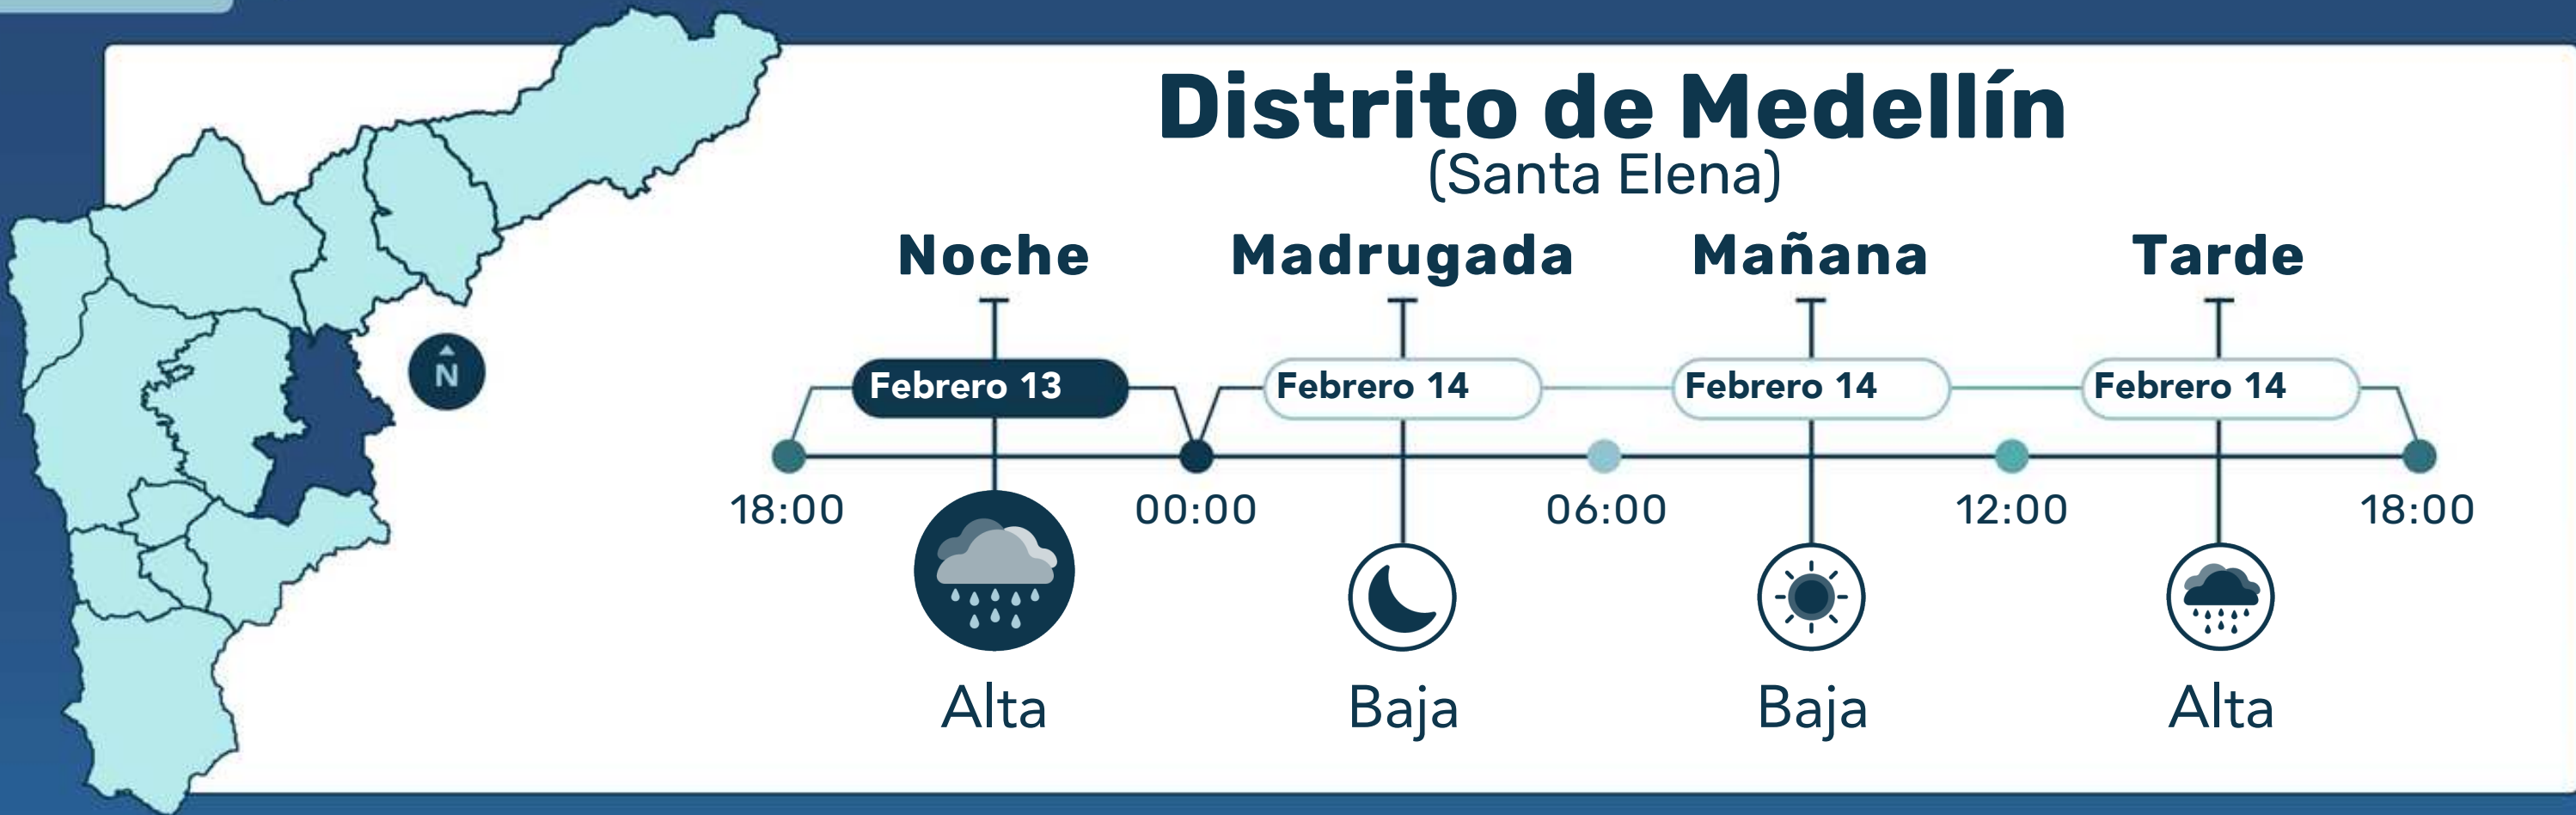 Distrito de Medellín
(Santa Elena)
Noche Madrugada Mañana Tarde
Febrero 13 Febrero 14 Febrero 14 Febrero 14
N
18:00 00:00 06:00 12:00 18:00
Alta Baja Baja Alta